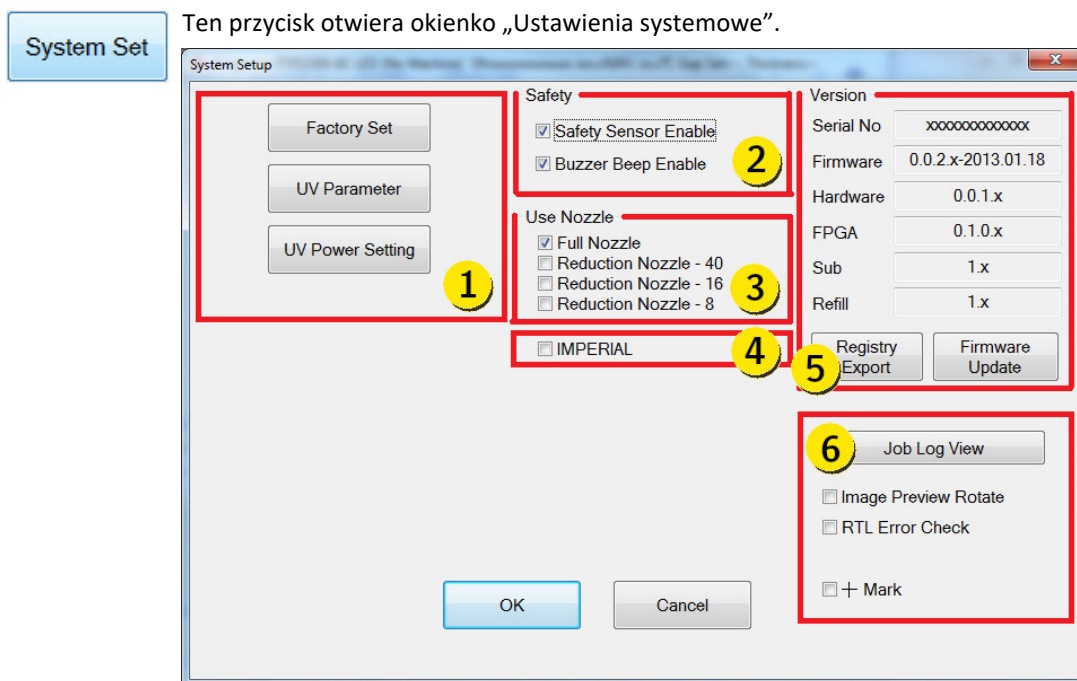 System Set
Ten przycisk otwiera okienko „Ustawienia systemowe”.
System Setup
x
Factory Set
UV Parameter
UV Power Setting
1
Safety
Safety Sensor Enable
Buzzer Beep Enable
2
Use Nozzle
Full Nozzle
Reduction Nozzle - 40
Reduction Nozzle - 16
Reduction Nozzle - 8
3
IMPERIAL
4
Version
Serial No xxxxxxxxxxxxx
Firmware 0.0.2.x-2013.01.18
Hardware 0.0.1.x
FPGA 0.1.0.x
Sub 1.x
Refill 1.x
Registry
Export
Firmware
Update
5
6
Job Log View
Image Preview Rotate
RTL Error Check
+ Mark
OK
Cancel